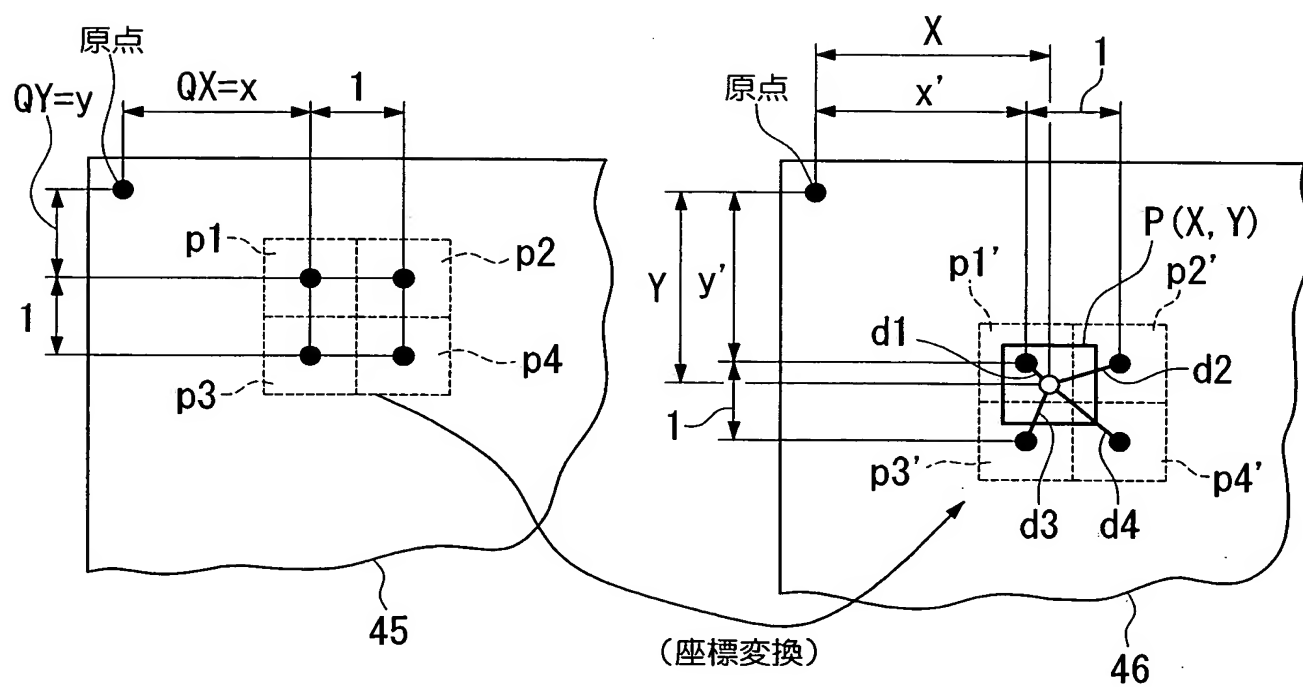 原点
QY=y
QX=x
1
1
p1
p2
p3
p4
45
X
x'
1
原点
Y
y'
1
P(X, Y)
p1'
p2'
d1
d2
p3'
p4'
d3
d4
(座標変換)
46